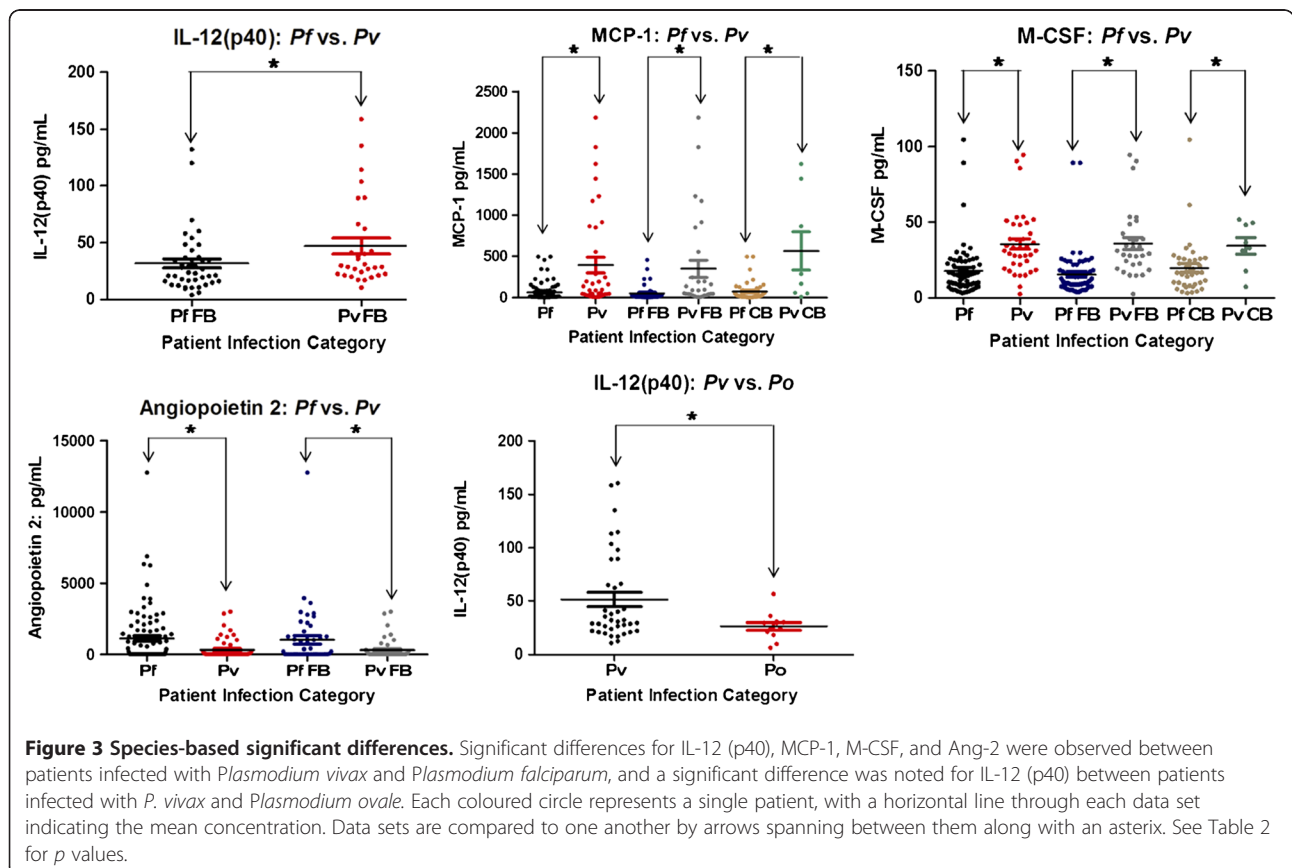 IL-12(p40): Pf vs. Pv
*
200
150
100
50
0
IL-12(p40) pg/mL
Pf FB Pv FB
Patient Infection Category
MCP-1: Pf vs. Pv
* * *
2500
2000
1500
1000
500
0
MCP-1 pg/mL
Pf Pv Pf FB Pv FB Pf CB Pv CB
Patient Infection Category
M-CSF: Pf vs. Pv
* * *
150
100
50
0
M-CSF pg/mL
Pf Pv Pf FB Pv FB Pf CB Pv CB
Patient Infection Category
Angiopoietin 2: Pf vs. Pv
* *
15000
10000
5000
0
Angiopoietin 2: pg/mL
Pf Pv Pf FB Pv FB
Patient Infection Category
IL-12(p40): Pv vs. Po
*
200
150
100
50
0
IL-12(p40) pg/mL
Pv Po
Patient Infection Category
Figure 3 Species-based significant differences. Significant differences for IL-12 (p40), MCP-1, M-CSF, and Ang-2 were observed between
patients infected with Plasmodium vivax and Plasmodium falciparum, and a significant difference was noted for IL-12 (p40) between patients
infected with P. vivax and Plasmodium ovale. Each coloured circle represents a single patient, with a horizontal line through each data set
indicating the mean concentration. Data sets are compared to one another by arrows spanning between them along with an asterix. See Table 2
for p values.